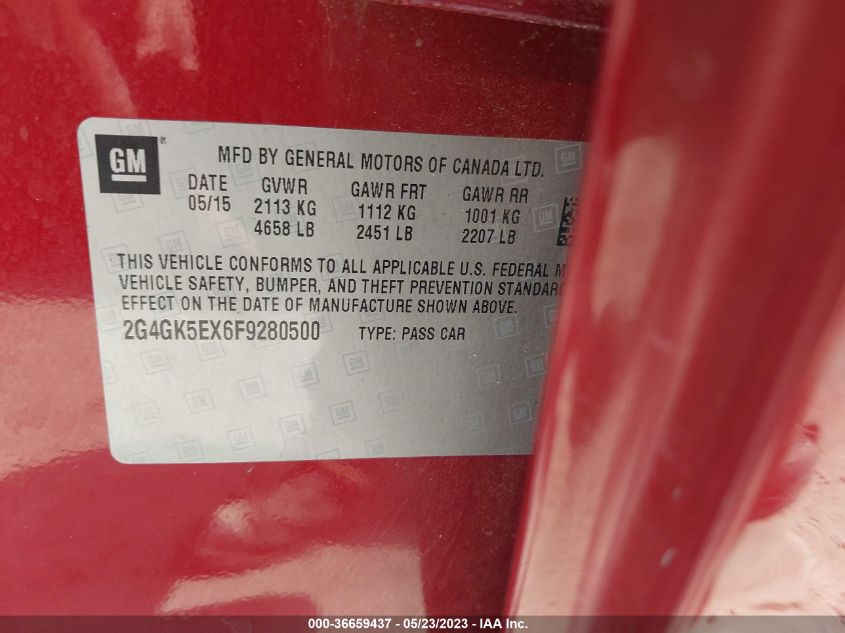 GM
MFD BY GENERAL MOTORS OF CANADA LTD.
DATE GVWR GAWR FRT GAWR RR
05/15 2113 KG 1112 KG 1001 KG
4658 LB 2451 LB 2207 LB
THIS VEHICLE CONFORMS TO ALL APPLICABLE U.S. FEDERAL
VEHICLE SAFETY, BUMPER, AND THEFT PREVENTION
EFFECT ON THE DATE OF MANUFACTURE SHOWN ABOVE.
2G4GK5EX6F9280500 TYPE: PASS CAR
000-36659437 - 05/23/2023 - IAA Inc.